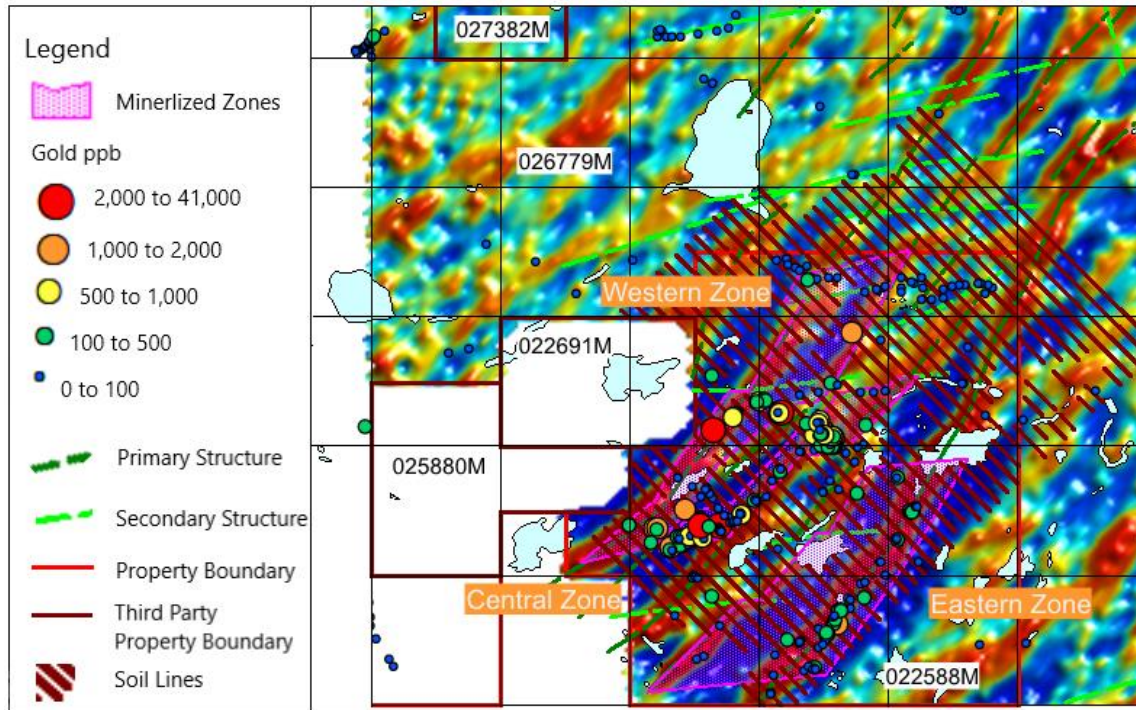 Legend
Minerlized Zones
Gold ppb
2,000 to 41,000
1,000 to 2,000
500 to 1,000
100 to 500
0 to 100
Primary Structure
Secondary Structure
Property Boundary
Third Party
Property Boundary
Soil Lines
027382M
026779M
Western Zone
022691M
025880M
Central Zone
Eastern Zone
022588M